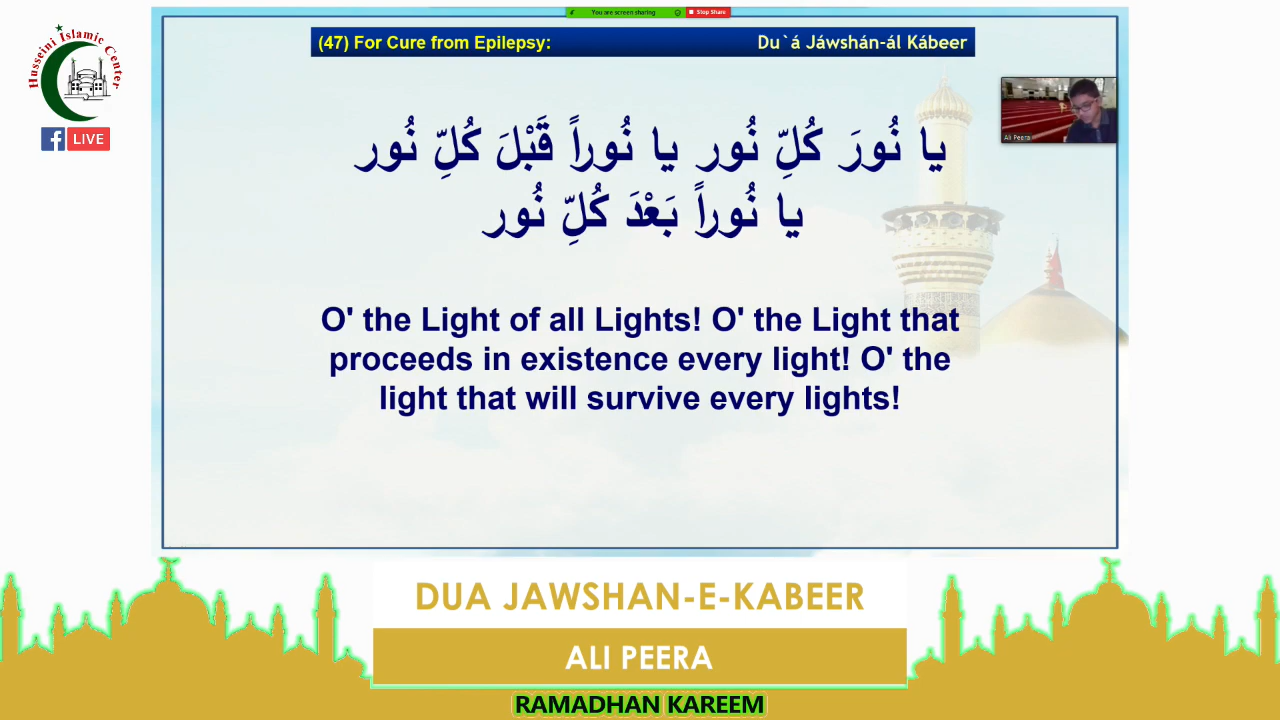 You are screen sharing
Stop Share
Husseini Islamic Center
LIVE
(47) For Cure from Epilepsy:
Du`á Jáwshán-ál Kábeer
Ali Peera
يا نُورَ كُلِّ نُور يا نُوراً قَبْلَ كُلِّ نُور
يا نُوراً بَعْدَ كُلِّ نُور
O' the Light of all Lights! O' the Light that
proceeds in existence every light! O' the
light that will survive every lights!
DUA JAWSHAN-E-KABEER
ALI PEERA
RAMADHAN KAREEM